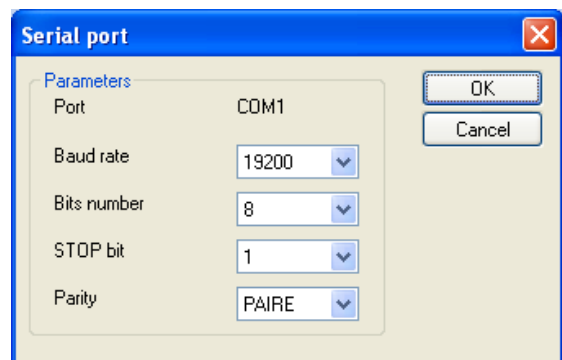 Serial port
Parameters
Port COM1
OK
Cancel
Baud rate 19200
Bits number 8
STOP bit 1
Parity PAIRE